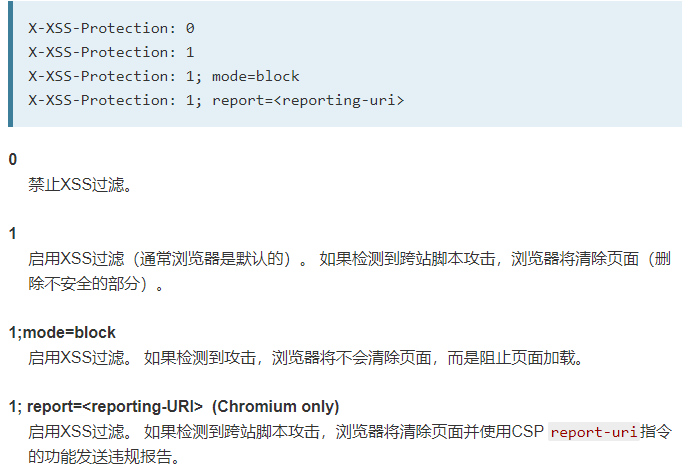 X-XSS-Protection: 0
X-XSS-Protection: 1
X-XSS-Protection: 1; mode=block
X-XSS-Protection: 1; report=<reporting-uri>
0
禁止XSS过滤。
1
启用XSS过滤（通常浏览器是默认的）。 如果检测到跨站脚本攻击，浏览器将清除页面（删
除不安全的部分）。
1;mode=block
启用XSS过滤。 如果检测到攻击，浏览器将不会清除页面，而是阻止页面加载。
1; report=<reporting-URI>  (Chromium only)
启用XSS过滤。 如果检测到跨站脚本攻击，浏览器将清除页面并使用CSP report-uri指令
的功能发送违规报告。